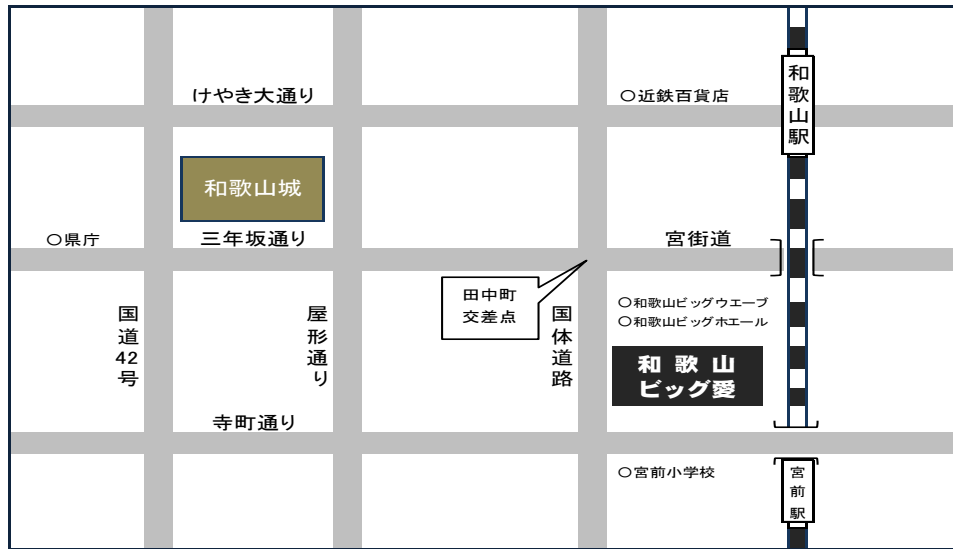 けやき大通り
○近鉄百貨店
和歌山駅
和歌山城
○県庁
三年坂通り
宮街道
田中町
交差点
○和歌山ビッグウエーブ
○和歌山ビッグホエール
国道42号
屋形通り
国体道路
和歌山
ビッグ愛
寺町通り
○宮前小学校
宮前駅